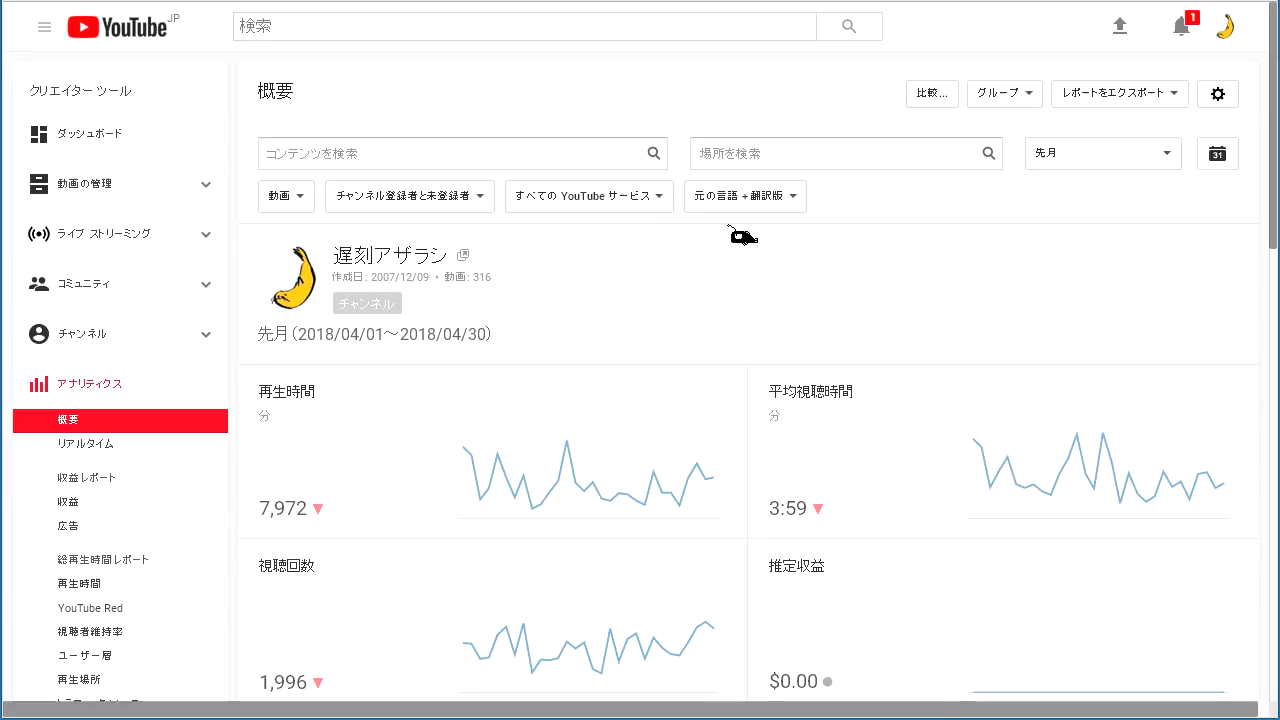 YouTube JP
検索
1
クリエイター ツール
ダッシュボード
動画の管理
ライブ ストリーミング
コミュニティ
チャンネル
アナリティクス
概要
リアルタイム
収益レポート
収益
広告
総再生時間レポート
再生時間
YouTube Red
視聴者維持率
ユーザー層
再生場所
概要
比較...
グループ
レポートをエクスポート
コンテンツを検索
場所を検索
先月
31
動画
チャンネル登録者と未登録者
すべての YouTube サービス
元の言語 + 翻訳版
遅刻アザラシ
作成日: 2007/12/09 • 動画: 316
チャンネル
先月 (2018/04/01～2018/04/30)
再生時間
分
7,972
平均視聴時間
分
3:59
視聴回数
1,996
推定収益
$0.00